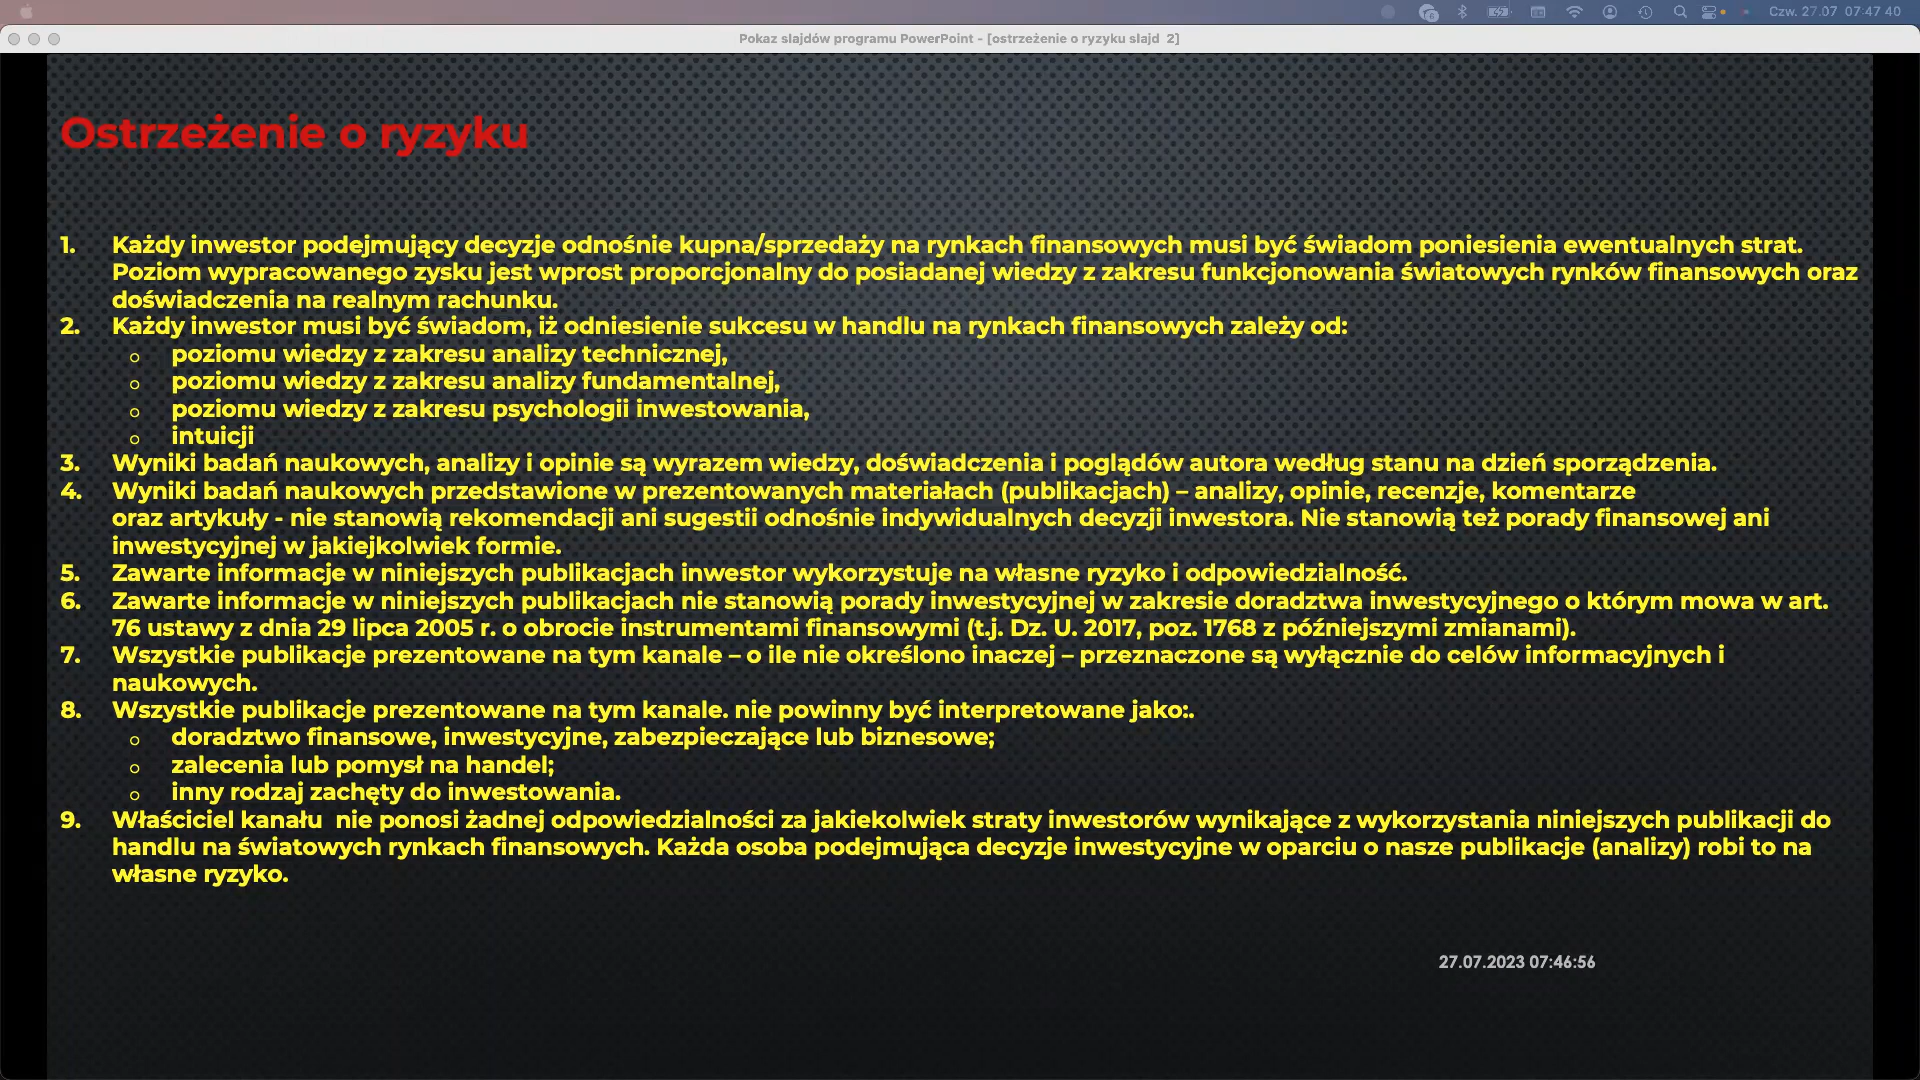 Czw. 27.07 07:47 40
Pokaz slajdów programu PowerPoint - [ostrzeżenie o ryzyku slajd 2]
Ostrzeżenie o ryzyku
1. Każdy inwestor podejmujący decyzje odnośnie kupna/sprzedaży na rynkach finansowych musi być świadom poniesienia ewentualnych strat.
Poziom wypracowanego zysku jest wprost proporcjonalny do posiadanej wiedzy z zakresu funkcjonowania światowych rynków finansowych oraz
doświadczenia na realnym rachunku.
2. Każdy inwestor musi być świadom, iż odniesienie sukcesu w handlu na rynkach finansowych zależy od:
o poziomu wiedzy z zakresu analizy technicznej,
o poziomu wiedzy z zakresu analizy fundamentalnej,
o poziomu wiedzy z zakresu psychologii inwestowania,
o intuicji
3. Wyniki badań naukowych, analizy i opinie są wyrazem wiedzy, doświadczenia i poglądów autora według stanu na dzień sporządzenia.
4. Wyniki badań naukowych przedstawione w prezentowanych materiałach (publikacjach) – analizy, opinie, recenzje, komentarze
oraz artykuły - nie stanowią rekomendacji ani sugestii odnośnie indywidualnych decyzji inwestora. Nie stanowią też porady finansowej ani
inwestycyjnej w jakiejkolwiek formie.
5. Zawarte informacje w niniejszych publikacjach inwestor wykorzystuje na własne ryzyko i odpowiedzialność.
6. Zawarte informacje w niniejszych publikacjach nie stanowią porady inwestycyjnej w zakresie doradztwa inwestycyjnego o którym mowa w art.
76 ustawy z dnia 29 lipca 2005 r. o obrocie instrumentami finansowymi (t.j. Dz. U. 2017, poz. 1768 z późniejszymi zmianami).
7. Wszystkie publikacje prezentowane na tym kanale – o ile nie określono inaczej – przeznaczone są wyłącznie do celów informacyjnych i
naukowych.
8. Wszystkie publikacje prezentowane na tym kanale. nie powinny być interpretowane jako:.
o doradztwo finansowe, inwestycyjne, zabezpieczające lub biznesowe;
o zalecenia lub pomysł na handel;
o inny rodzaj zachęty do inwestowania.
9. Właściciel kanału  nie ponosi żadnej odpowiedzialności za jakiekolwiek straty inwestorów wynikające z wykorzystania niniejszych publikacji do
handlu na światowych rynkach finansowych. Każda osoba podejmująca decyzje inwestycyjne w oparciu o nasze publikacje (analizy) robi to na
własne ryzyko.
27.07.2023 07:46:56